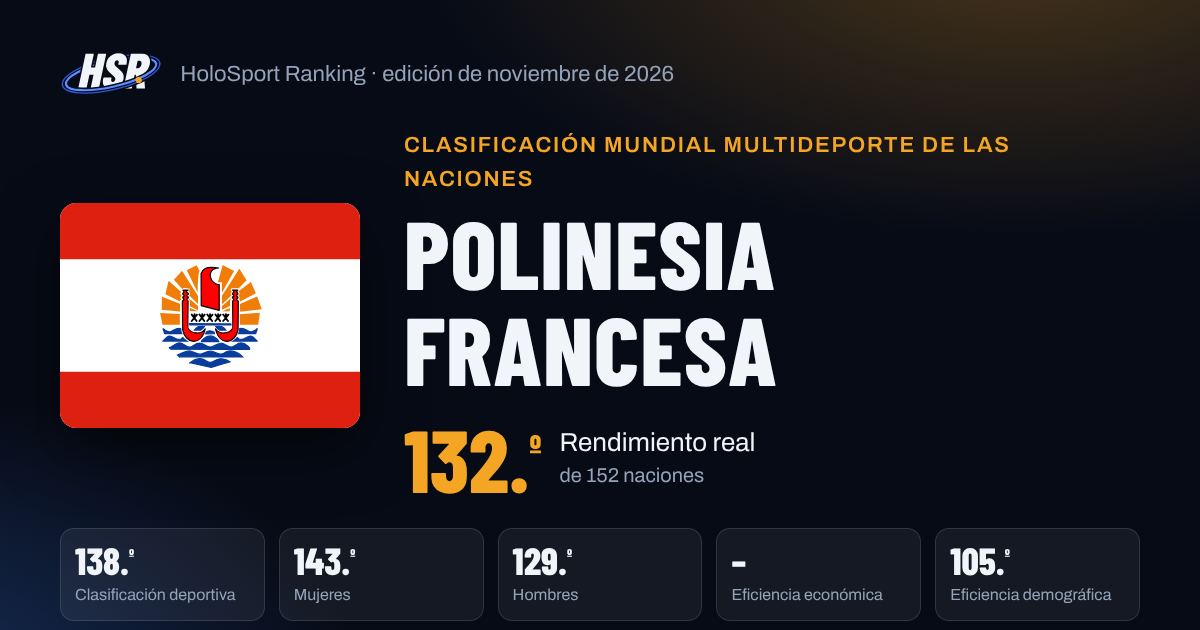 HSR
HoloSport Ranking · edición de noviembre de 2026
CLASIFICACIÓN MUNDIAL MULTIDEPORTE DE LAS
NACIONES
POLINESIA
FRANCESA
132.º
Rendimiento real
de 152 naciones
138.º
Clasificación deportiva
143.º
Mujeres
129.º
Hombres
–
Eficiencia económica
105.º
Eficiencia demográfica